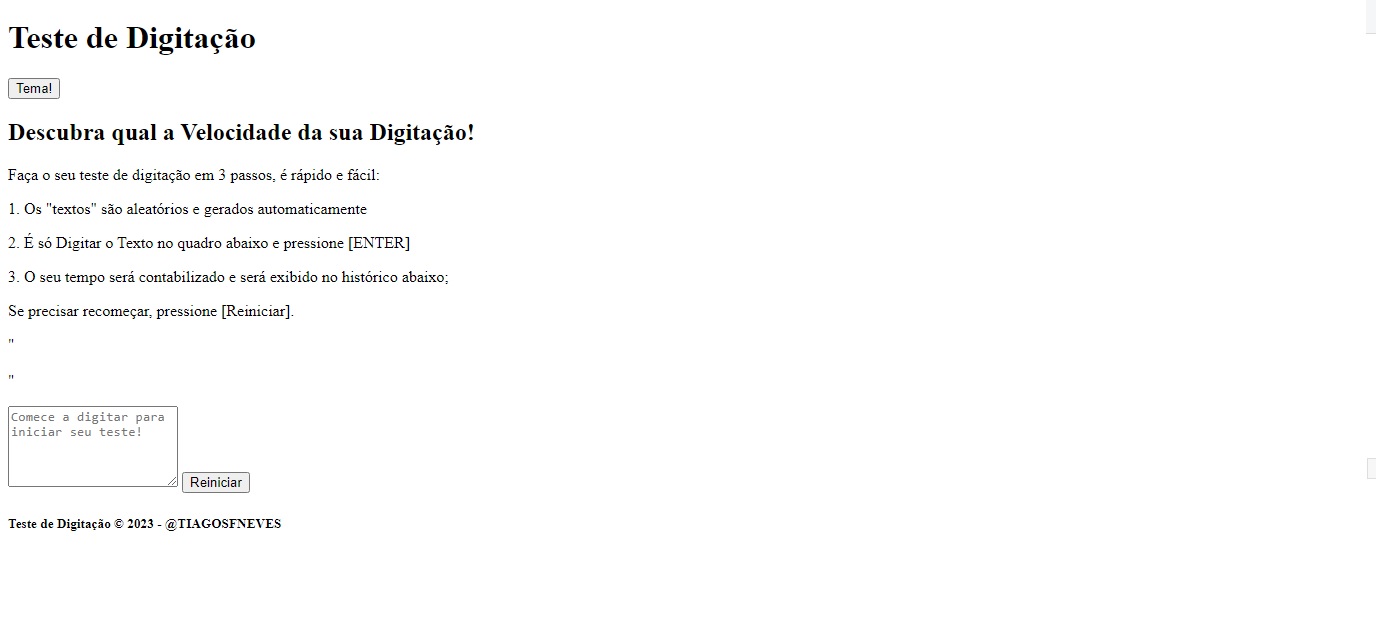 Teste de Digitação
Tema!
Descubra qual a Velocidade da sua Digitação!
Faça o seu teste de digitação em 3 passos, é rápido e fácil:
1. Os "textos" são aleatórios e gerados automaticamente
2. É só Digitar o Texto no quadro abaixo e pressione [ENTER]
3. O seu tempo será contabilizado e será exibido no histórico abaixo;
Se precisar recomeçar, pressione [Reiniciar].
"
"
Comece a digitar para
iniciar seu teste!
Reiniciar
Teste de Digitação © 2023 - @TIAGOSFNEVES